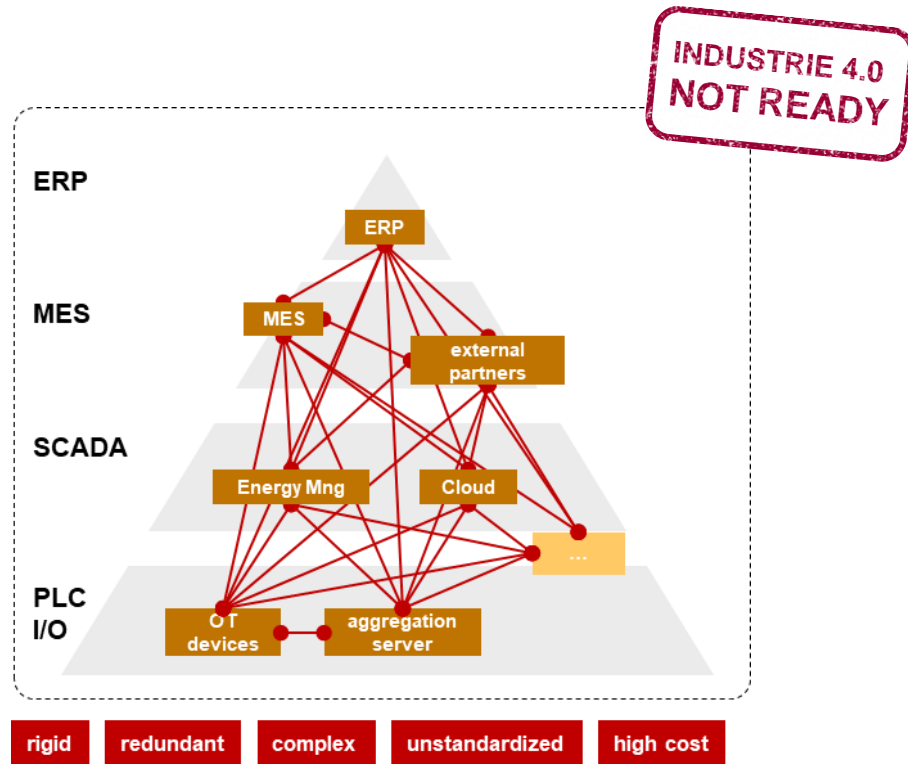 INDUSTRIE 4.0
NOT READY
ERP
ERP
MES
MES
external
partners
SCADA
Energy Mng
Cloud
...
PLC
I/O
OT
devices
aggregation
server
rigid
redundant
complex
unstandardized
high cost